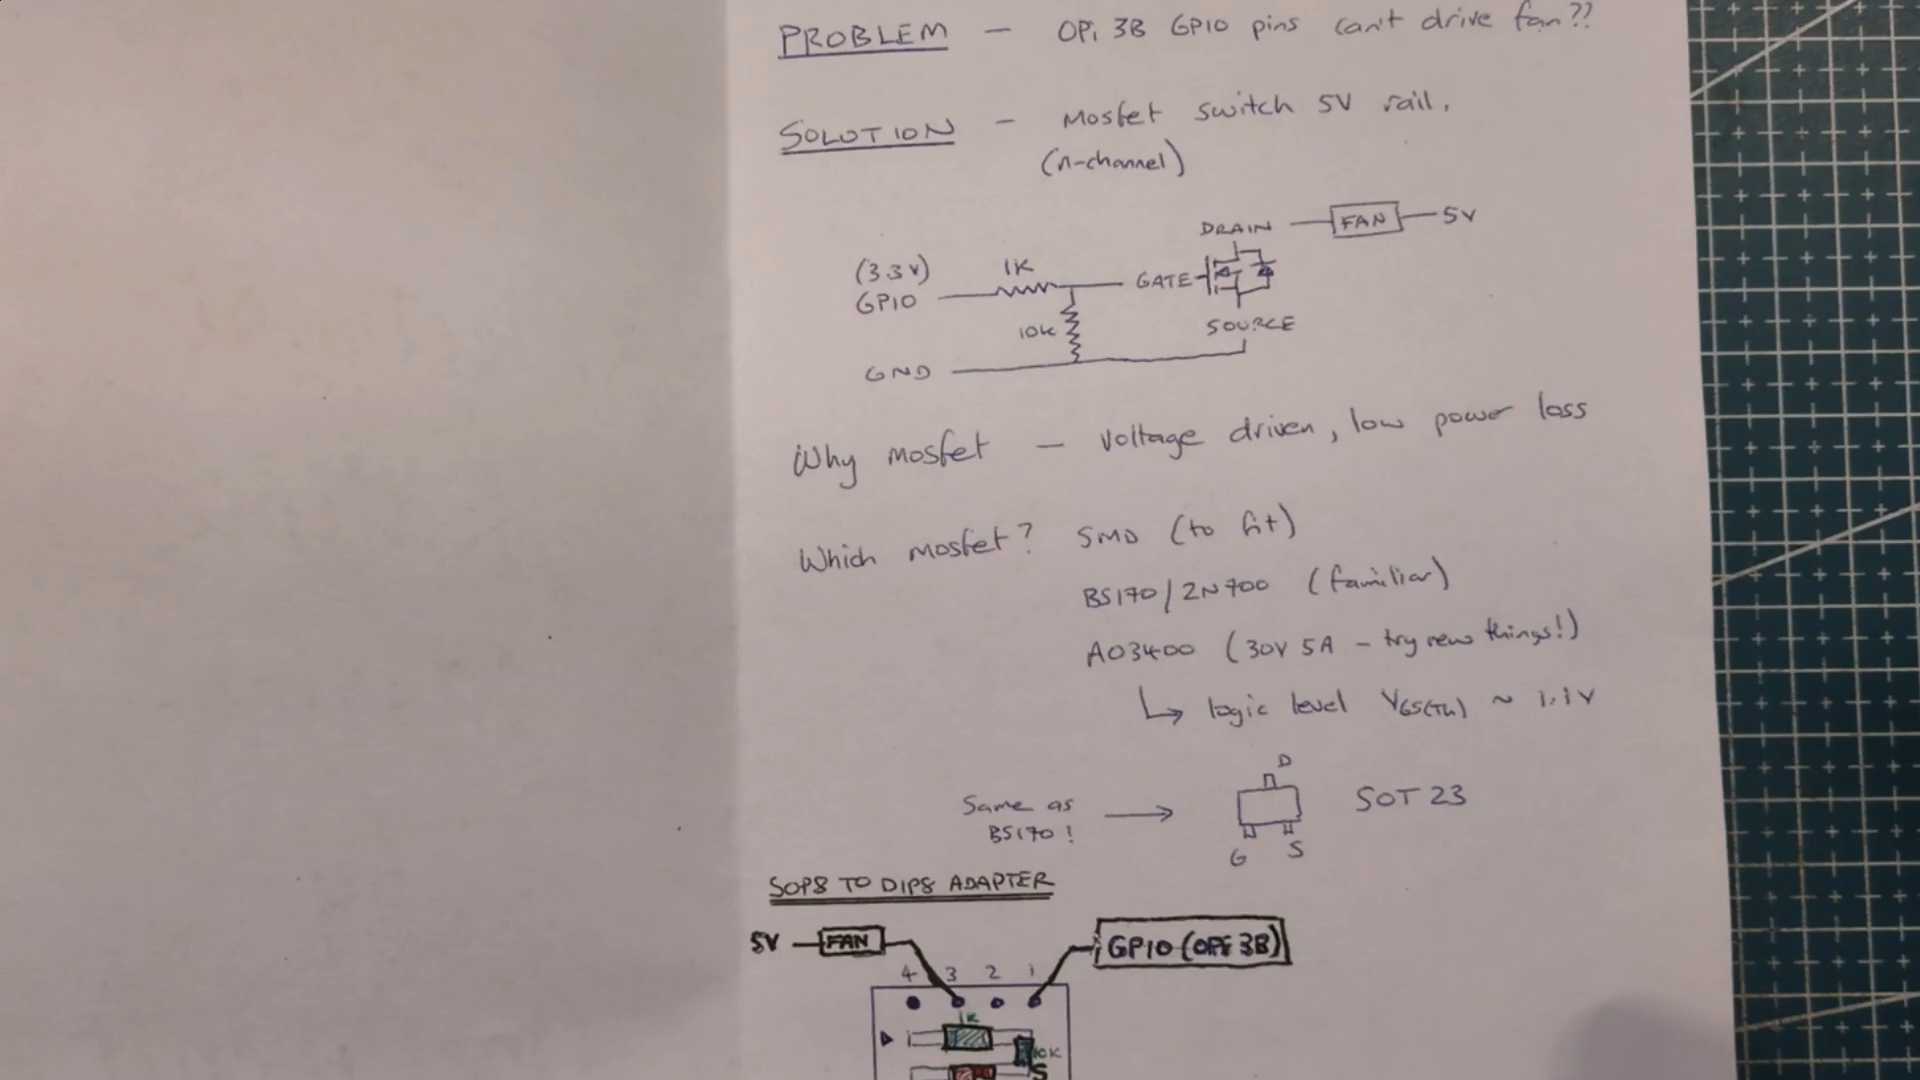 PROBLEM — OPi 3B GPIO pins can't drive fan??
SOLUTION — Mosfet switch 5V rail.
(n-channel)
DRAIN FAN 5V
(3.3V) 1K
GPIO GATE
10K SOURCE
GND
Why mosfet — voltage driven, low power loss
Which mosfet? SMD (to fit)
BS170/2N700 (familiar)
AO3400 (30V 5A - try new things!)
↳ logic level VGS(Th) ~ 1.1V
D
Same as → SOT 23
BS170!
G S
SOP8 TO DIP8 ADAPTER
5V FAN GPIO (OPi 3B)
4 3 2 1
1K
10K
S